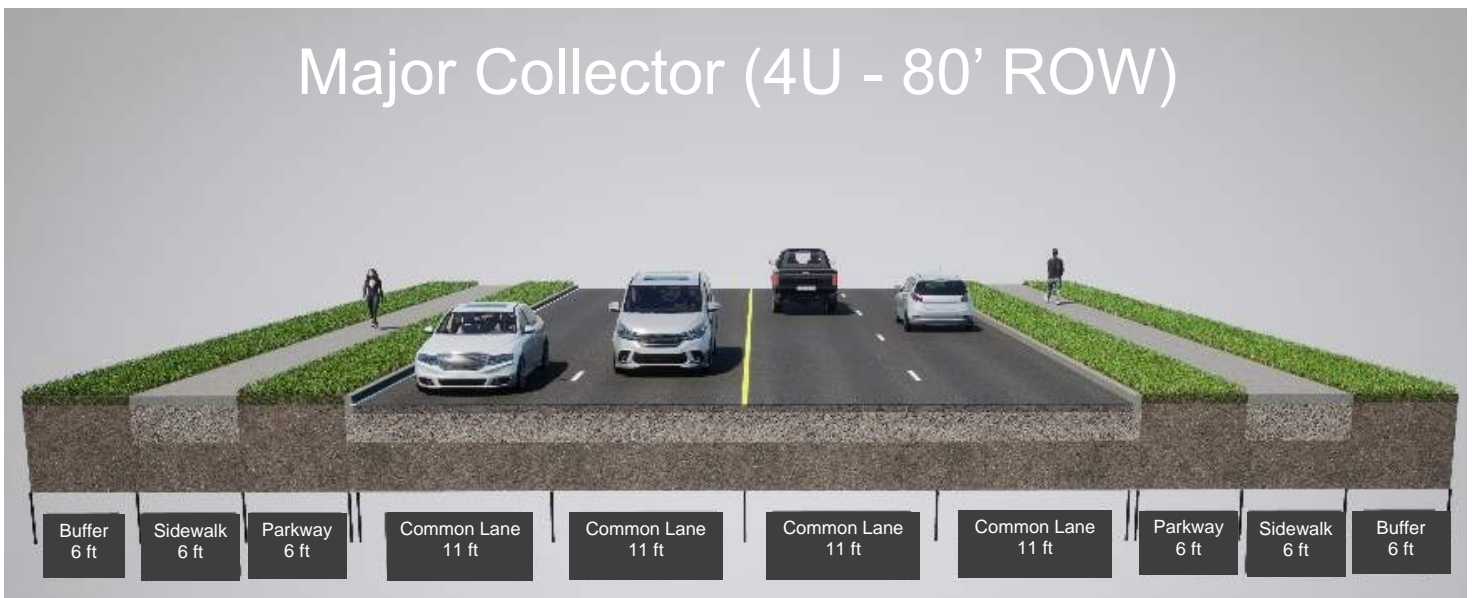 Major Collector (4U - 80’ ROW)
Buffer
6 ft
Sidewalk
6 ft
Parkway
6 ft
Common Lane
11 ft
Common Lane
11 ft
Common Lane
11 ft
Common Lane
11 ft
Parkway
6 ft
Sidewalk
6 ft
Buffer
6 ft